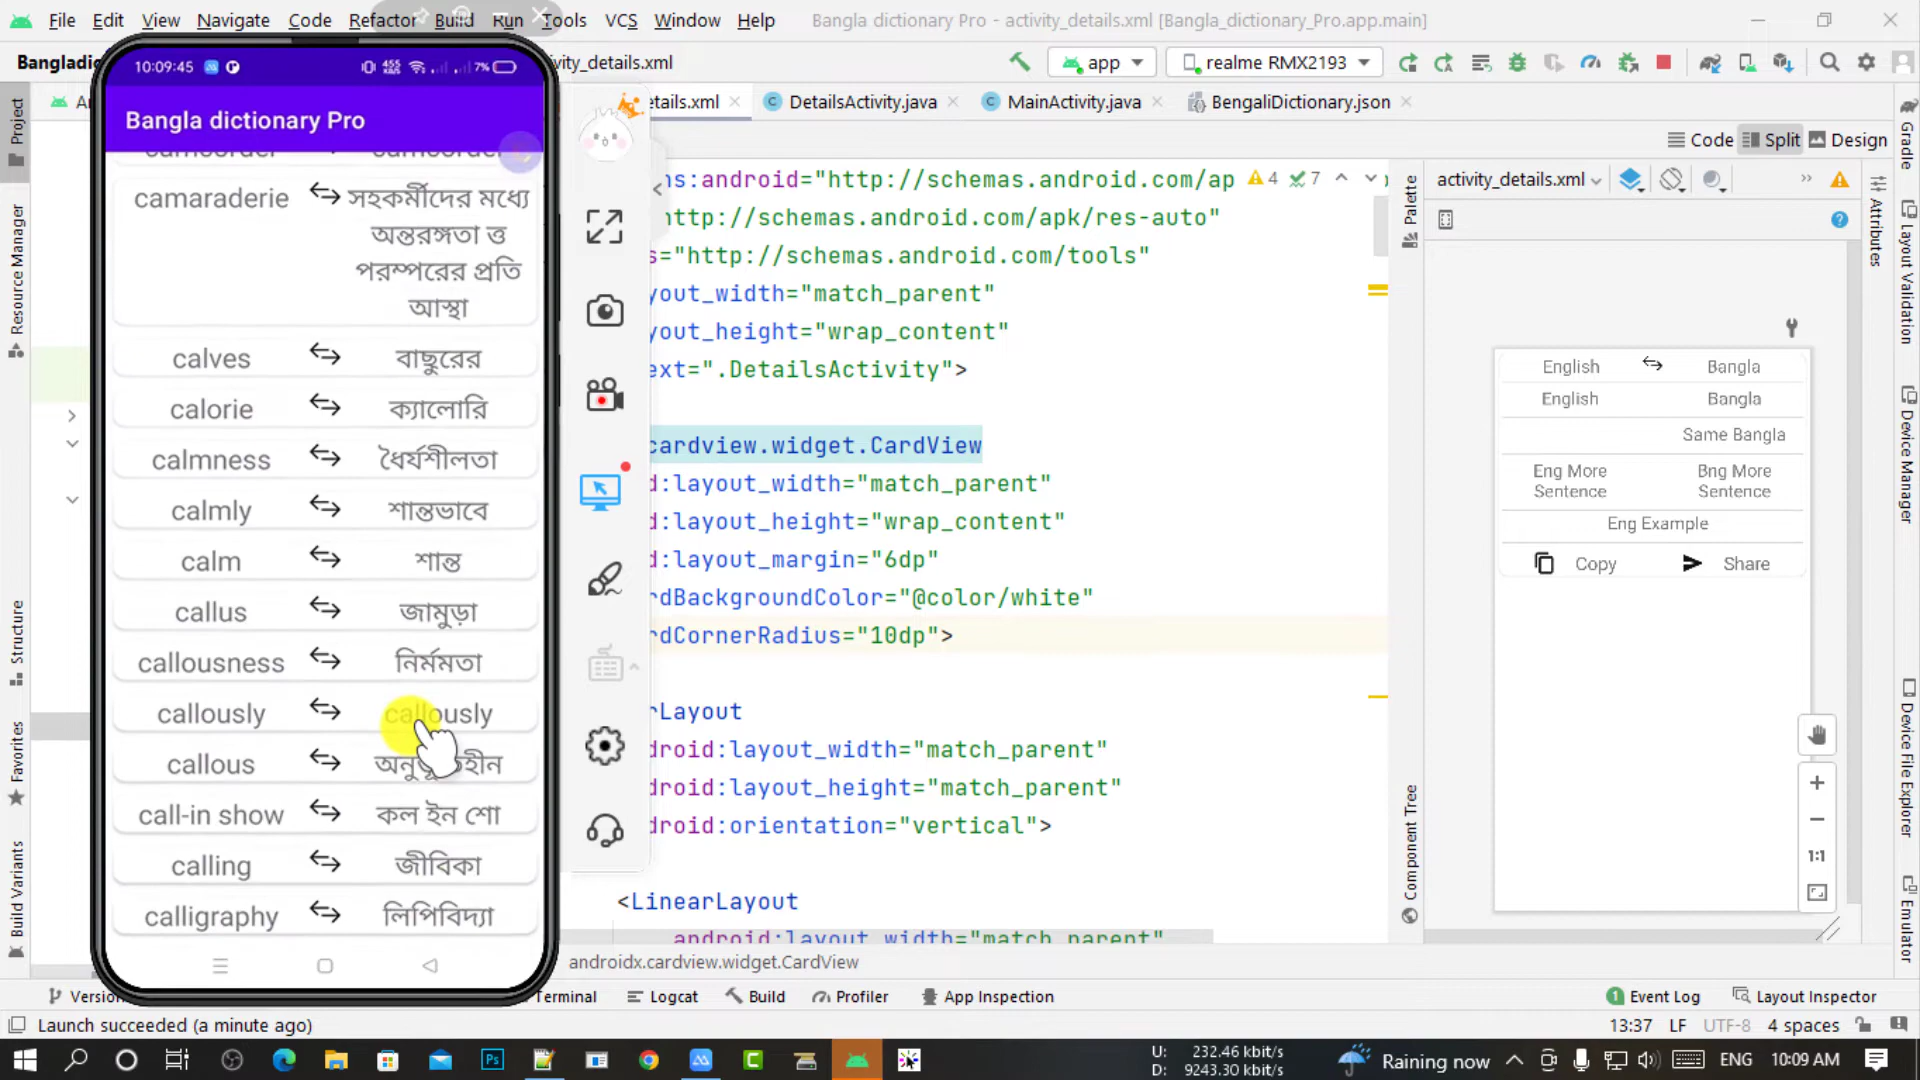 File Edit View Navigate Code Refactor Build Run Tools VCS Window Help
Bangla dictionary Pro - activity_details.xml [Bangla_dictionary_Pro.app.main]
app
realme RMX2193
DetailsActivity.java
MainActivity.java
BengaliDictionary.json
Code Split Design
ns:android="http://schemas.android.com/ap
4 7
http://schemas.android.com/apk/res-auto"
s="http://schemas.android.com/tools"
yout_width="match_parent"
yout_height="wrap_content"
ext=".DetailsActivity">
cardview.widget.CardView
d:layout_width="match_parent"
d:layout_height="wrap_content"
d:layout_margin="6dp"
rdBackgroundColor="@color/white"
rdCornerRadius="10dp">
rLayout
droid:layout_width="match_parent"
droid:layout_height="match_parent"
droid:orientation="vertical">
<LinearLayout
android:layout_width="match_parent"
androidx.cardview.widget.CardView
10:09:45
7%
Bangla dictionary Pro
camaraderie সহকর্মীদের মধ্যে
অন্তরঙ্গতা ত্ত
পরম্পরের প্রতি
আস্থা
calves বাছুরের
calorie ক্যালোরি
calmness ধৈর্যশীলতা
calmly শান্তভাবে
calm শান্ত
callus জামুড়া
callousness নির্মমতা
callously callously
callous
call-in show কল ইন শো
calling জীবিকা
calligraphy লিপিবিদ্যা
Project
Resource Manager
Structure
Favorites
Build Variants
Palette
Component Tree
activity_details.xml
English Bangla
English Bangla
Same Bangla
Eng More Sentence
Bng More Sentence
Eng Example
Copy Share
1:1
Attributes
Gradle
Layout Validation
Device Manager
Device File Explorer
Emulator
Terminal Logcat Build Profiler App Inspection
1 Event Log Layout Inspector
Launch succeeded (a minute ago)
13:37 LF UTF-8 4 spaces
U: 232.46 kbit/s
D: 9243.30 kbit/s
Raining now
ENG 10:09 AM